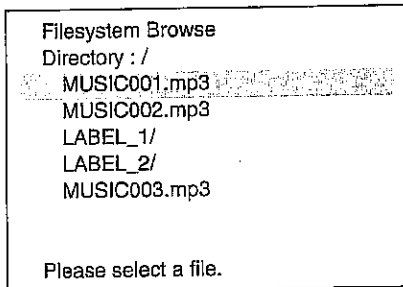 Filesystem Browse
Directory : /
MUSIC001.mp3
MUSIC002.mp3
LABEL_1/
LABEL_2/
MUSIC003.mp3
Please select a file.